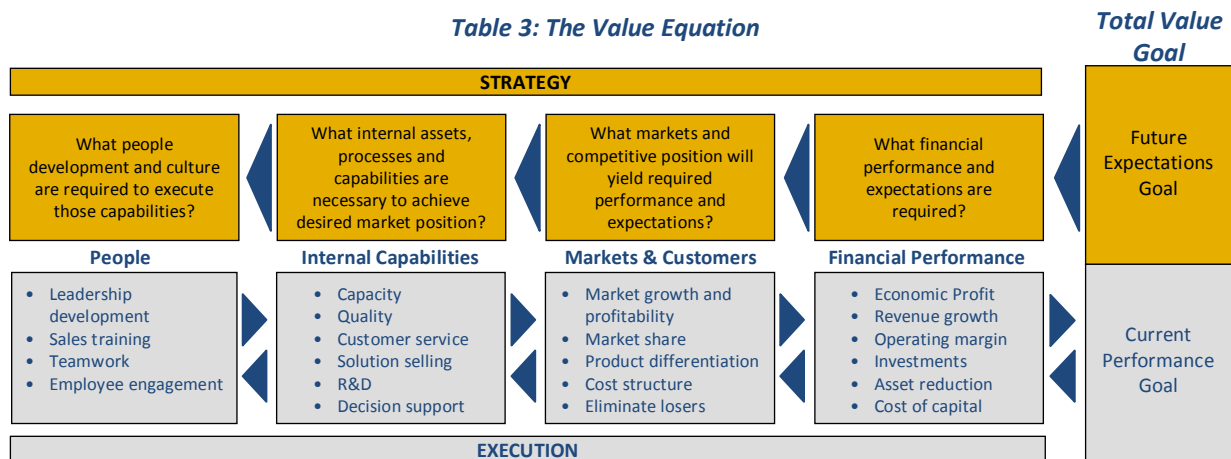 Table 3: The Value Equation
Total Value
Goal
STRATEGY
What people
development and culture
are required to execute
those capabilities?
What internal assets,
processes and
capabilities are
necessary to achieve
desired market position?
What markets and
competitive position will
yield required
performance and
expectations?
What financial
performance and
expectations are
required?
Future
Expectations
Goal
People
• Leadership
development
• Sales training
• Teamwork
• Employee engagement
Internal Capabilities
• Capacity
• Quality
• Customer service
• Solution selling
• R&D
• Decision support
Markets & Customers
• Market growth and
profitability
• Market share
• Product differentiation
• Cost structure
• Eliminate losers
Financial Performance
• Economic Profit
• Revenue growth
• Operating margin
• Investments
• Asset reduction
• Cost of capital
Current
Performance
Goal
EXECUTION